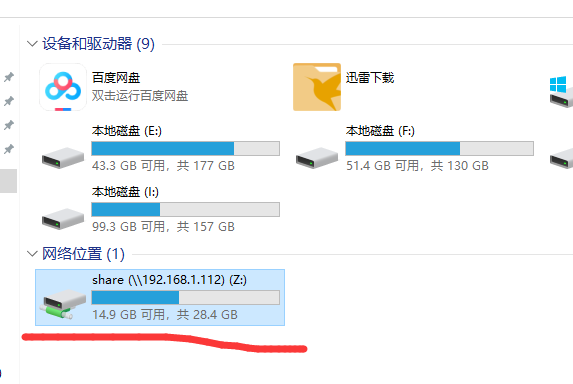 设备和驱动器 (9)
百度网盘
双击运行百度网盘
迅雷下载
本地磁盘 (E:)
43.3 GB 可用，共 177 GB
本地磁盘 (F:)
51.4 GB 可用，共 130 GB
本地磁盘 (I:)
99.3 GB 可用，共 157 GB
网络位置 (1)
share (\\192.168.1.112) (Z:)
14.9 GB 可用，共 28.4 GB